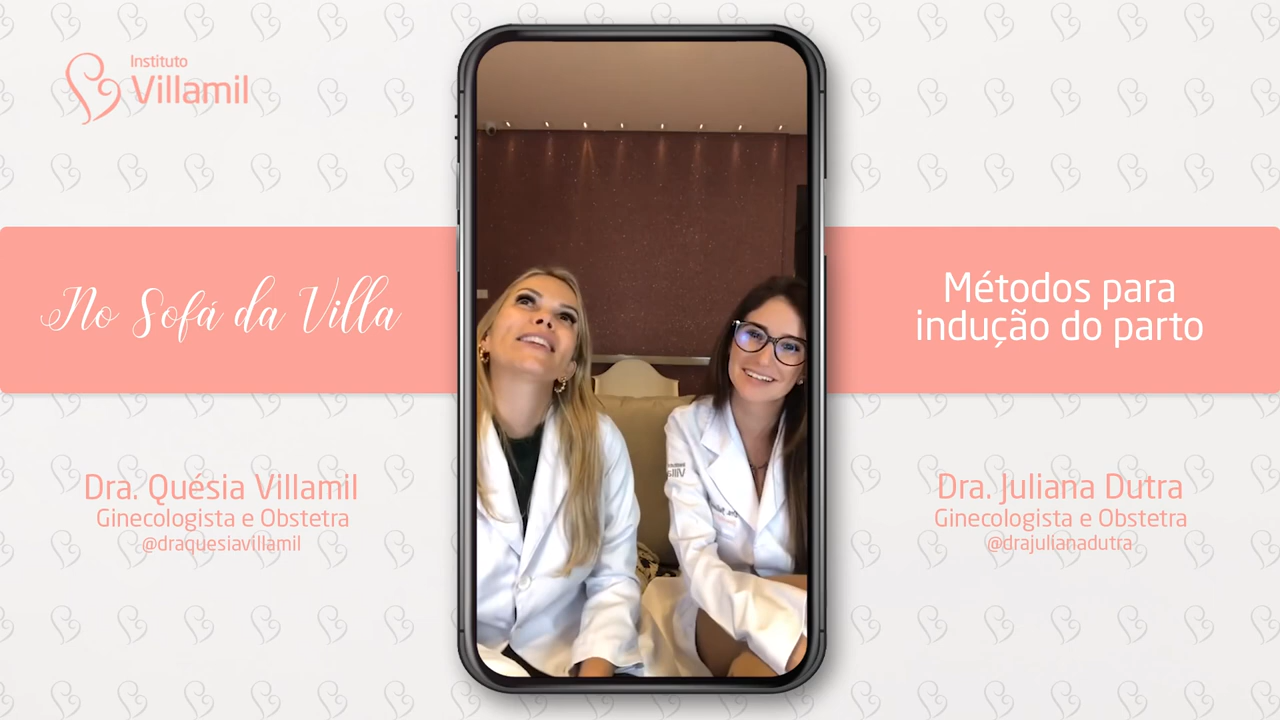 Instituto
Villamil
No Sofá da Villa
Métodos para
indução do parto
Dra. Quésia Villamil
Ginecologista e Obstetra
@draquesiavillamil
Dra. Juliana Dutra
Ginecologista e Obstetra
@drajulianadutra